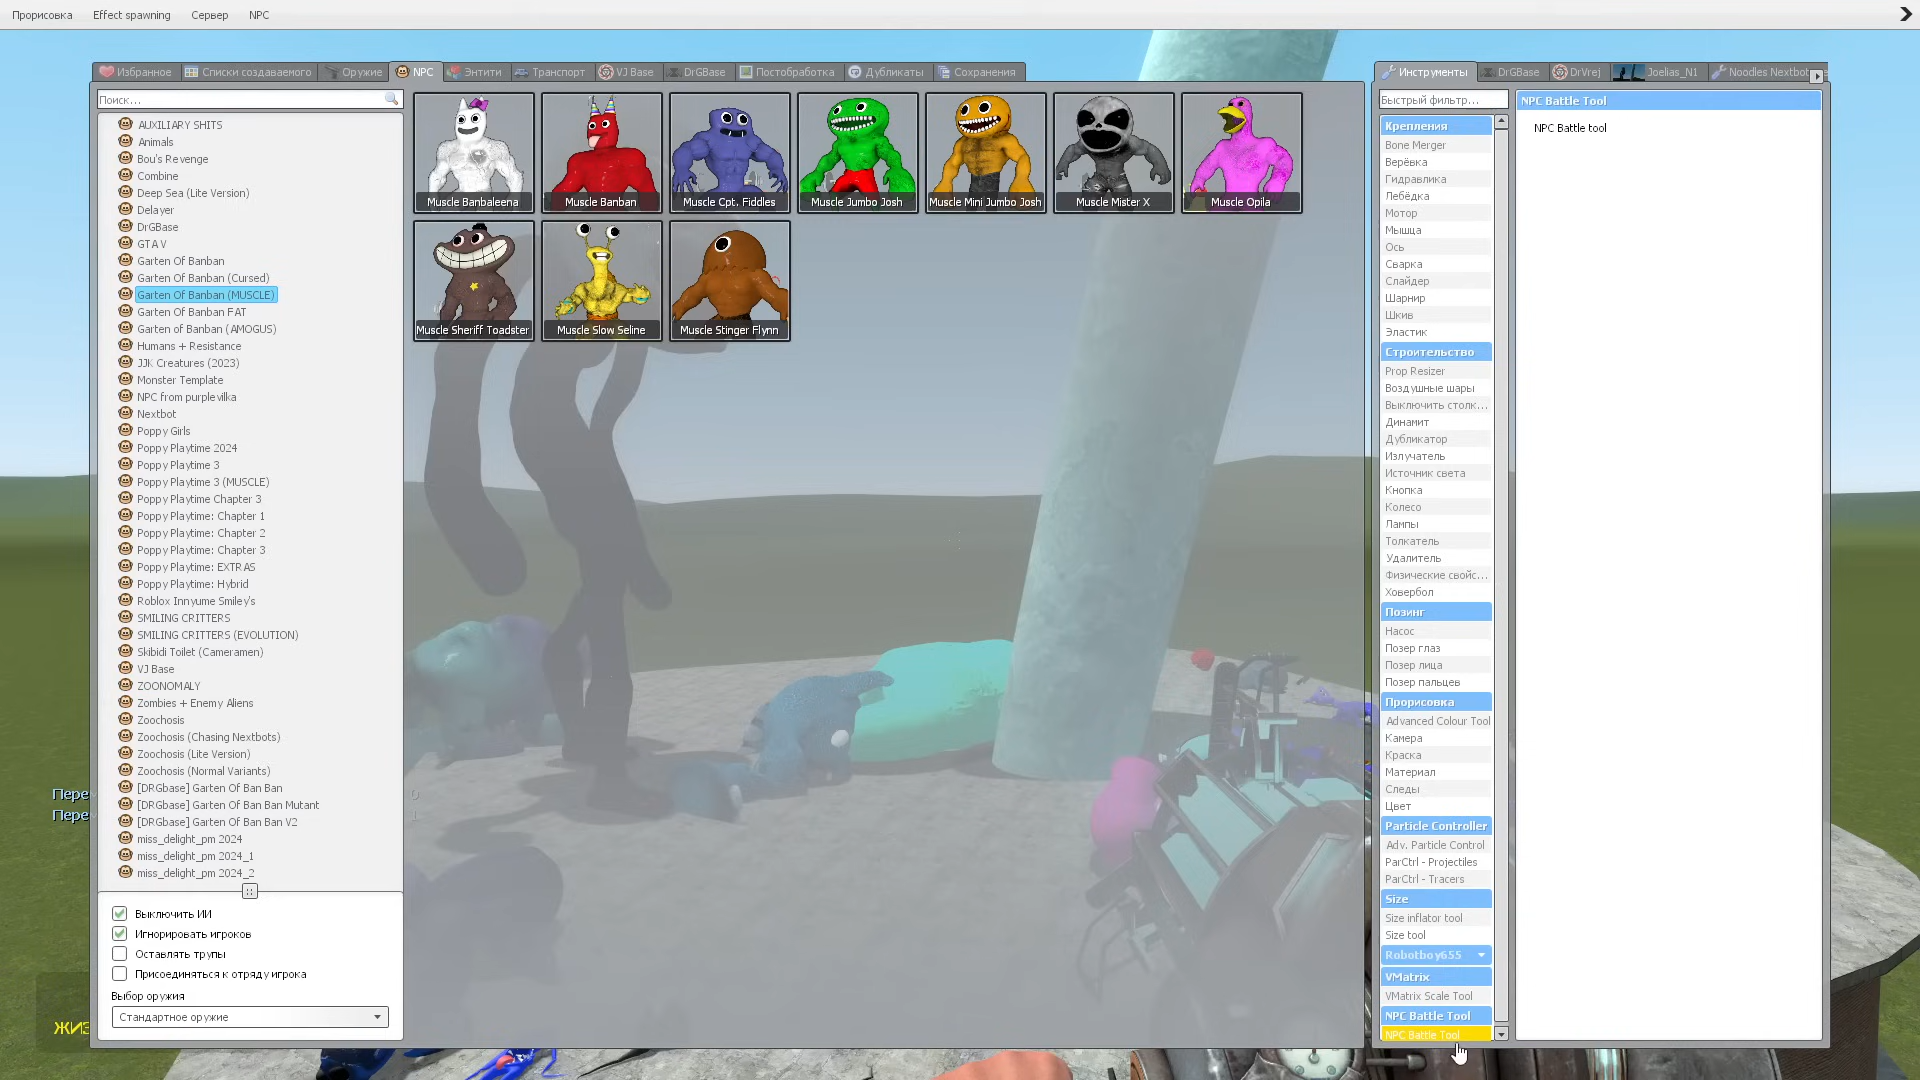 Прорисовка Effect spawning Сервер NPC
Избранное Списки создаваемого Оружие NPC Энтити Транспорт VJ Base DrGBase Постобработка Дубликаты Сохранения
Поиск...
AUXILIARY SHITS
Animals
Bou's Revenge
Combine
Deep Sea (Lite Version)
Delayer
DrGBase
GTA V
Garten Of Banban
Garten Of Banban (Cursed)
Garten Of Banban (MUSCLE)
Garten Of Banban FAT
Garten of Banban (AMOGUS)
Humans + Resistance
JJK Creatures (2023)
Monster Template
NPC from purplevilka
Nextbot
Poppy Girls
Poppy Playtime 2024
Poppy Playtime 3
Poppy Playtime 3 (MUSCLE)
Poppy Playtime Chapter 3
Poppy Playtime: Chapter 1
Poppy Playtime: Chapter 2
Poppy Playtime: Chapter 3
Poppy Playtime: EXTRAS
Poppy Playtime: Hybrid
Roblox Innyume Smiley's
SMILING CRITTERS
SMILING CRITTERS (EVOLUTION)
Skibidi Toilet (Cameramen)
VJ Base
ZOONOMALY
Zombies + Enemy Aliens
Zoochosis
Zoochosis (Chasing Nextbots)
Zoochosis (Lite Version)
Zoochosis (Normal Variants)
[DRGbase] Garten Of Ban Ban
[DRGbase] Garten Of Ban Ban Mutant
[DRGbase] Garten Of Ban Ban V2
miss_delight_pm 2024
miss_delight_pm 2024_1
miss_delight_pm 2024_2
Выключить ИИ
Игнорировать игроков
Оставлять трупы
Присоединяться к отряду игрока
Выбор оружия
Стандартное оружие
Muscle Banbaleena Muscle Banban Muscle Cpt. Fiddles Muscle Jumbo Josh Muscle Mini Jumbo Josh Muscle Mister X Muscle Opila
Muscle Sheriff Toadster Muscle Slow Seline Muscle Stinger Flynn
Пере
Пере
ЖИЗ
Инструменты DrGBase DrVrej Joelias_N1 Noodles Nextbo
Быстрый фильтр...
Крепления
Bone Merger
Верёвка
Гидравлика
Лебёдка
Мотор
Мышца
Ось
Сварка
Слайдер
Шарнир
Шкив
Эластик
Строительство
Prop Resizer
Воздушные шары
Выключить столк...
Динамит
Дубликатор
Излучатель
Источник света
Кнопка
Колесо
Лампы
Толкатель
Удалитель
Физические свойс...
Ховербол
Позинг
Насос
Позер глаз
Позер лица
Позер пальцев
Прорисовка
Advanced Colour Tool
Камера
Краска
Материал
Следы
Цвет
Particle Controller
Adv. Particle Control
ParCtrl - Projectiles
ParCtrl - Tracers
Size
Size inflator tool
Size tool
Robotboy655
VMatrix
VMatrix Scale Tool
NPC Battle Tool
NPC Battle Tool
NPC Battle Tool
NPC Battle tool